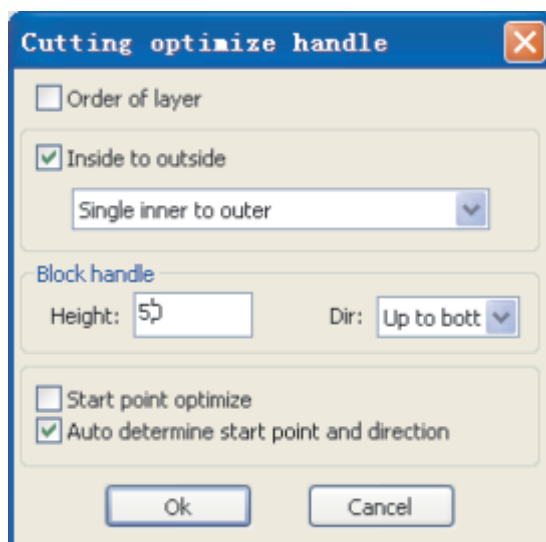 Cutting optimize handle
Order of layer
Inside to outside
Single inner to outer
Block handle
Height: Dir: Up to bott
Start point optimize
Auto determine start point and direction
Ok Cancel